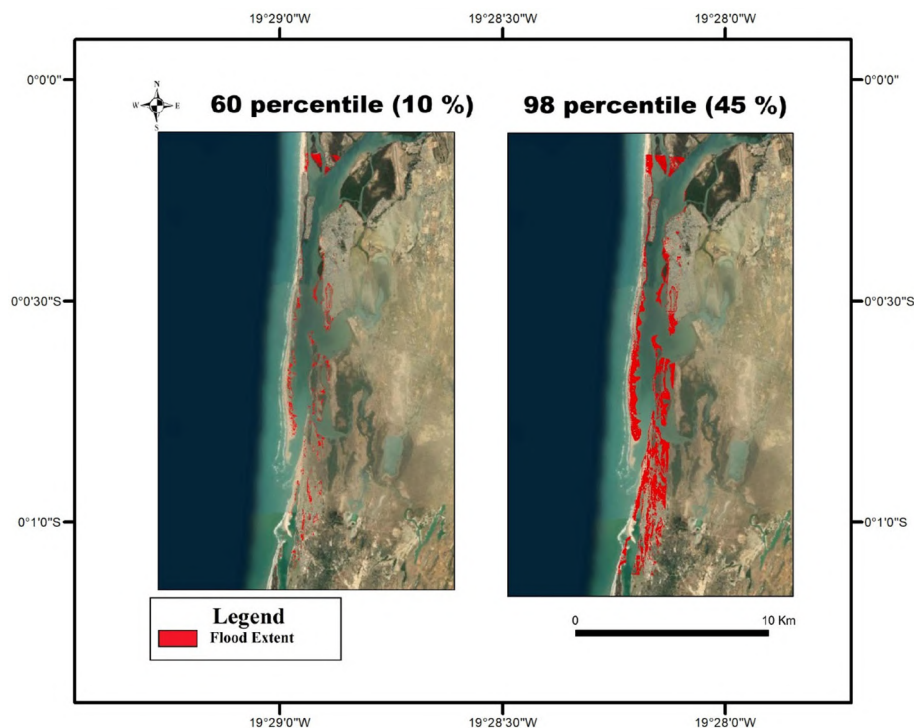 19°29'0"W 19°28'30"W 19°28'0"W
0°0'0" 0°0'0"
N
W E
S
60 percentile (10 %) 98 percentile (45 %)
0°0'30"S 0°0'30"S
0°1'0"S 0°1'0"S
Legend
Flood Extent
0 10 Km
19°29'0"W 19°28'30"W 19°28'0"W